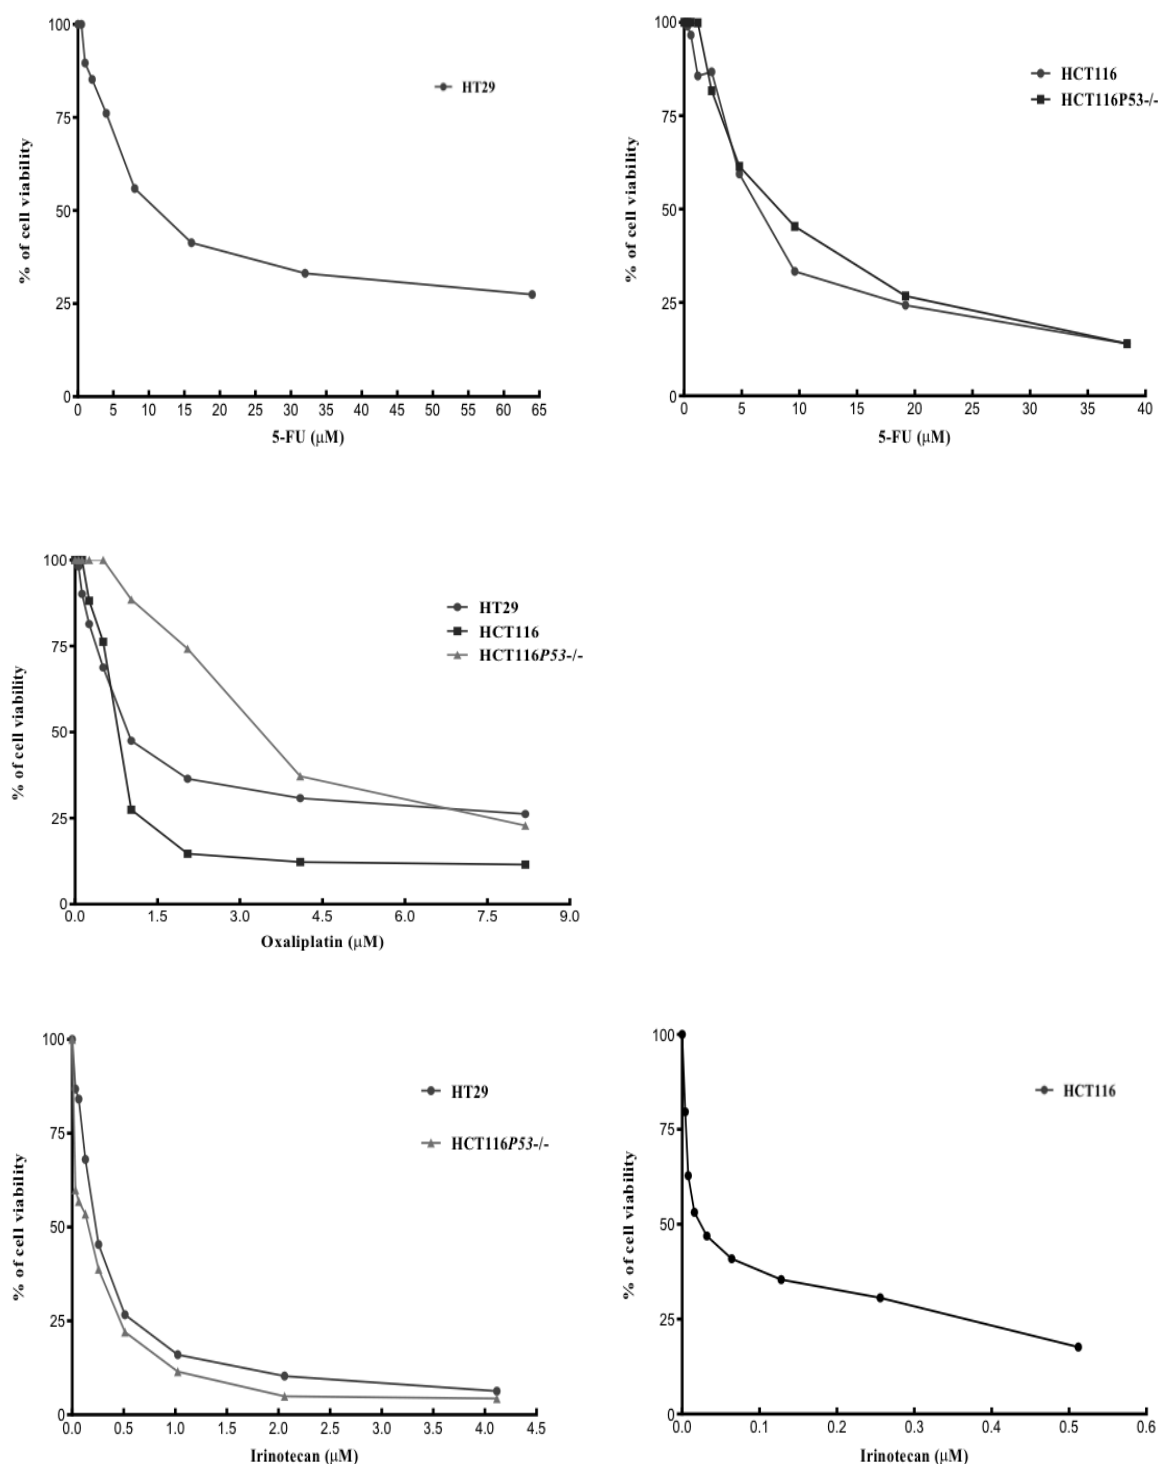 100
75
50
25
0
% of cell viability
HT29
0 5 10 15 20 25 30 35 40 45 50 55 60 65
5-FU (μM)
100
75
50
25
0
% of cell viability
HCT116
HCT116P53-/-
0 5 10 15 20 25 30 35 40
5-FU (μM)
100
75
50
25
0
% of cell viability
HT29
HCT116
HCT116P53-/-
0.0 1.5 3.0 4.5 6.0 7.5 9.0
Oxaliplatin (μM)
100
75
50
25
0
% of cell viability
HT29
HCT116P53-/-
0.0 0.5 1.0 1.5 2.0 2.5 3.0 3.5 4.0 4.5
Irinotecan (μM)
100
75
50
25
0
% of cell viability
HCT116
0.0 0.1 0.2 0.3 0.4 0.5 0.6
Irinotecan (μM)